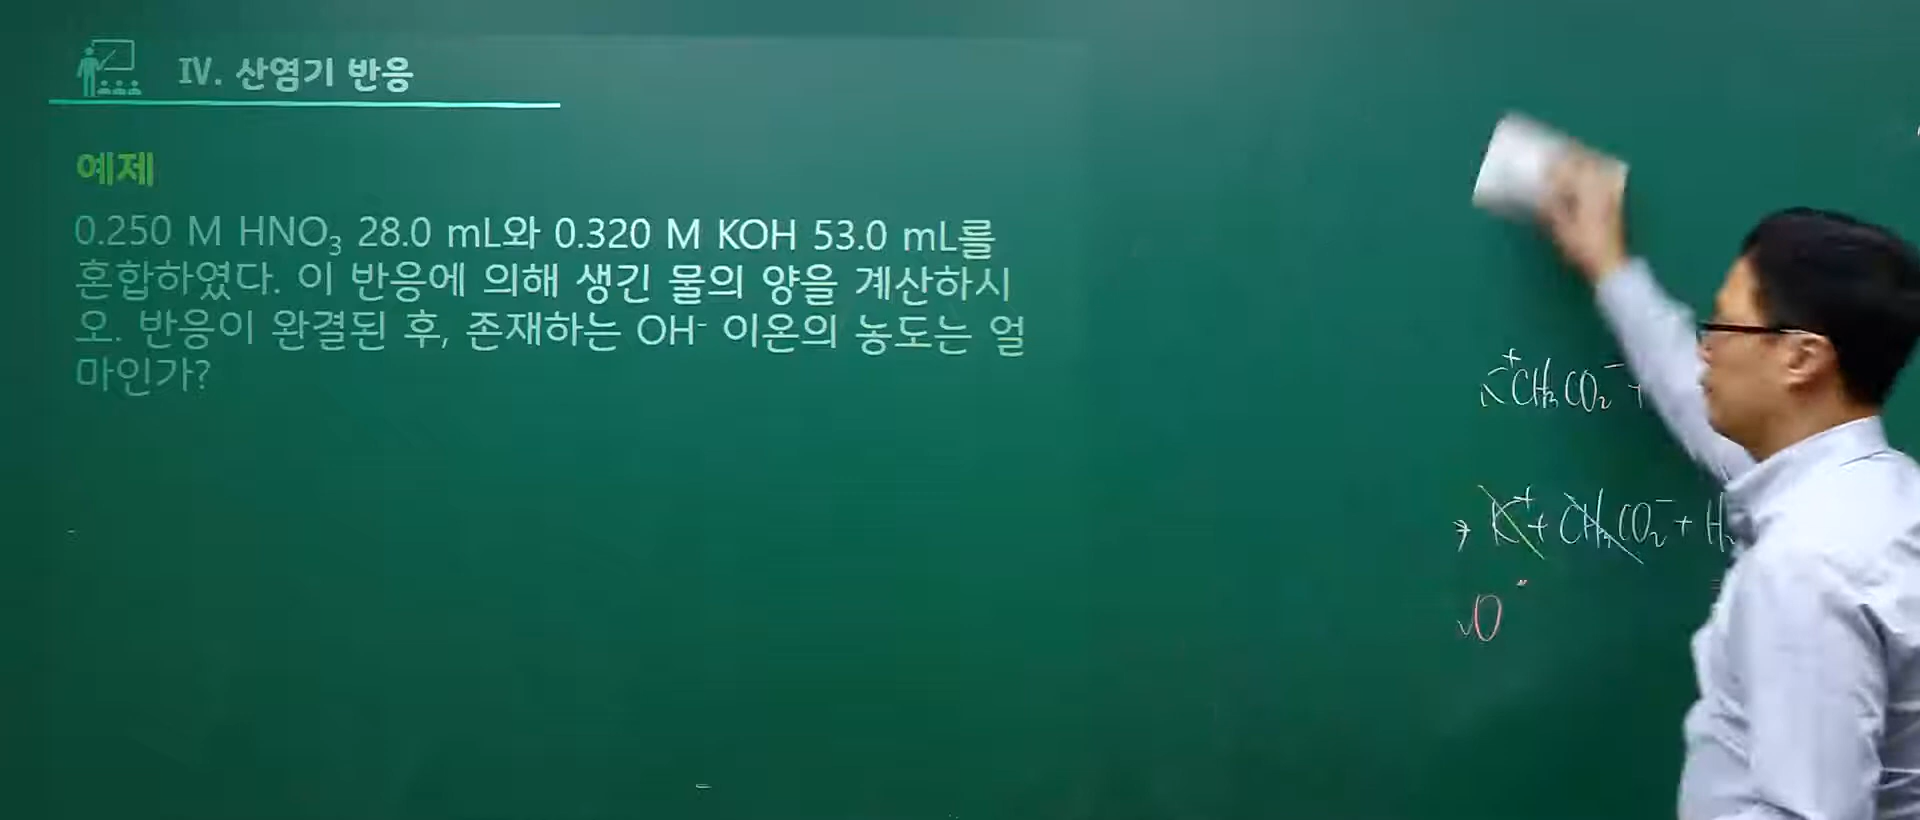 Ⅳ. 산염기 반응
예제
0.250 M HNO₃ 28.0 mL와 0.320 M KOH 53.0 mL를
혼합하였다. 이 반응에 의해 생긴 물의 양을 계산하시
오. 반응이 완결된 후, 존재하는 OH⁻ 이온의 농도는 얼
마인가?
K⁺CH₃CO₂⁻ +
→ K⁺ + CH₃CO₂⁻ + H₂